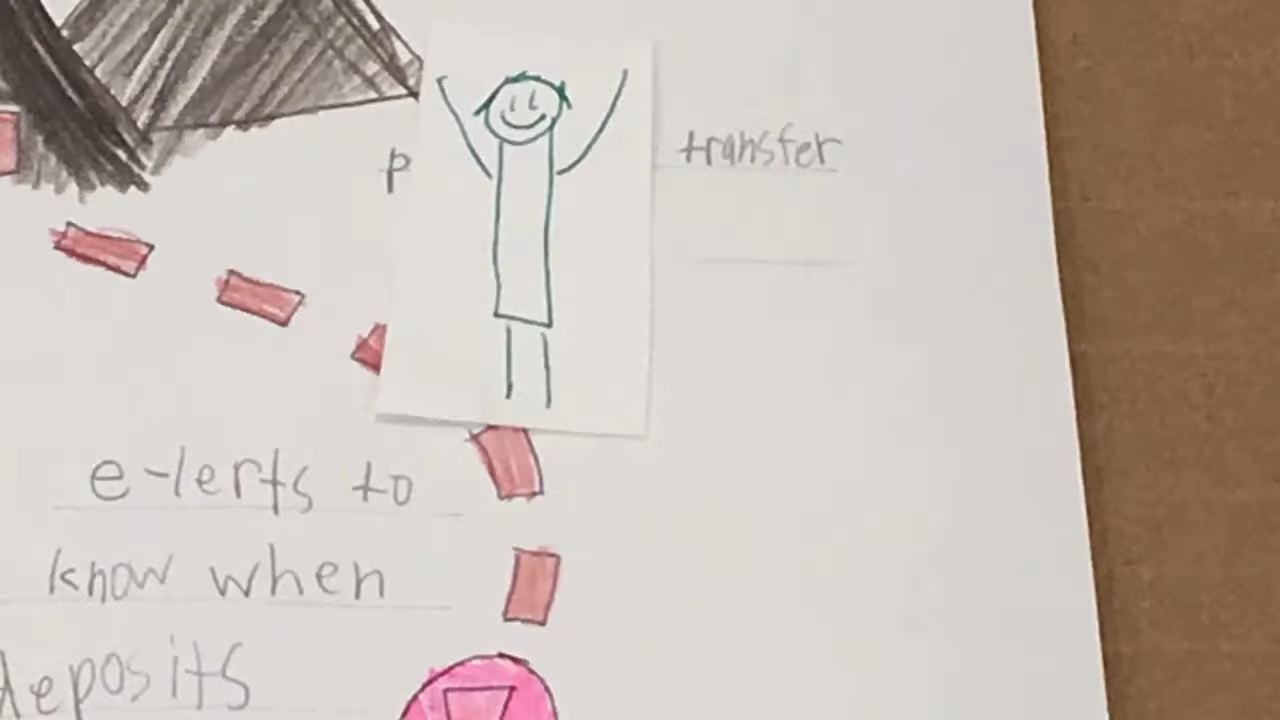 p transfer
e-lerts to
know when
deposits